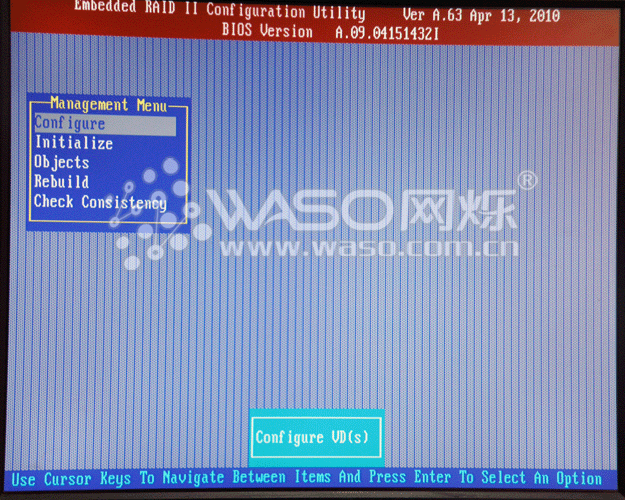 Embedded RAID II Configuration Utility Ver A.63 Apr 13, 2010
BIOS Version A.09.04151432I
Management Menu
Configure
Initialize
Objects
Rebuild
Check Consistency
WASO网烁®
www.waso.com.cn
Configure VD(s)
Use Cursor Keys To Navigate Between Items And Press Enter To Select An Option